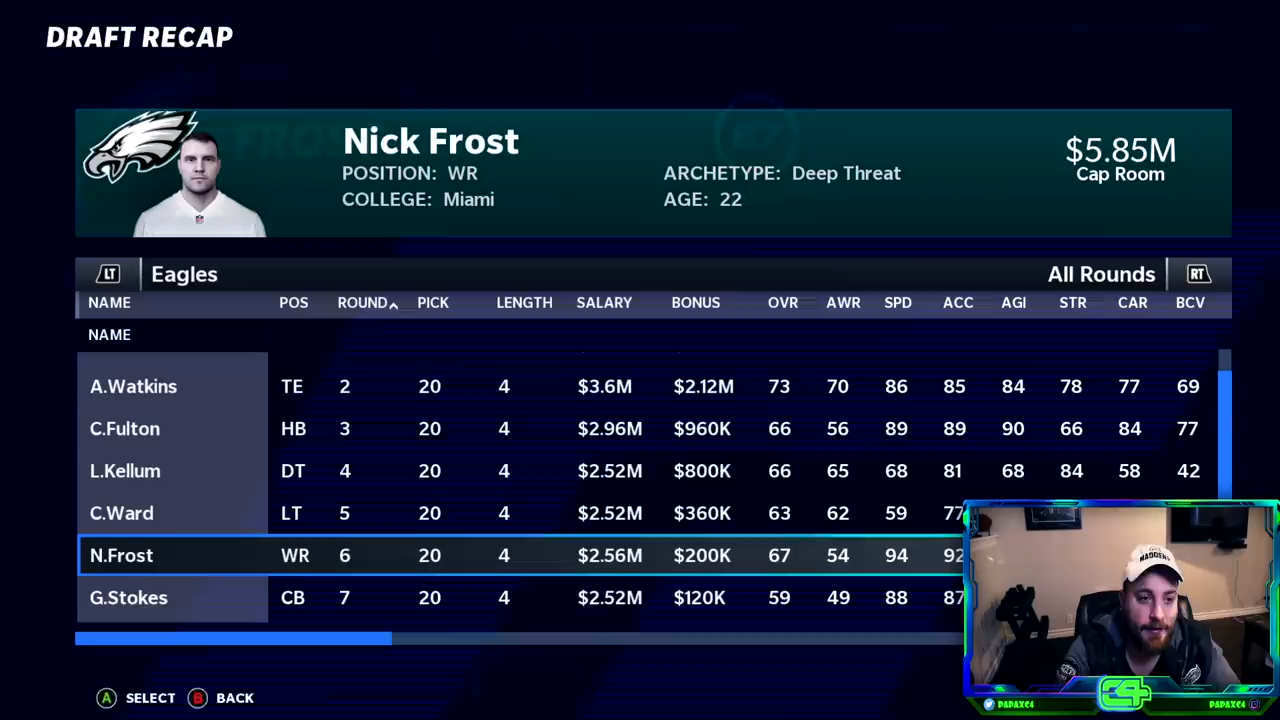 DRAFT RECAP
Nick Frost
POSITION: WR
ARCHETYPE: Deep Threat
COLLEGE: Miami
AGE: 22
$5.85M
Cap Room
LT Eagles All Rounds RT
NAME POS ROUND PICK LENGTH SALARY BONUS OVR AWR SPD ACC AGI STR CAR BCV
NAME
A.Watkins TE 2 20 4 $3.6M $2.12M 73 70 86 85 84 78 77 69
C.Fulton HB 3 20 4 $2.96M $960K 66 56 89 89 90 66 84 77
L.Kellum DT 4 20 4 $2.52M $800K 66 65 68 81 68 84 58 42
C.Ward LT 5 20 4 $2.52M $360K 63 62 59 77
N.Frost WR 6 20 4 $2.56M $200K 67 54 94 92
G.Stokes CB 7 20 4 $2.52M $120K 59 49 88 87
A SELECT B BACK
MADDEN
PAPAXC4
C4
PAPAXC4